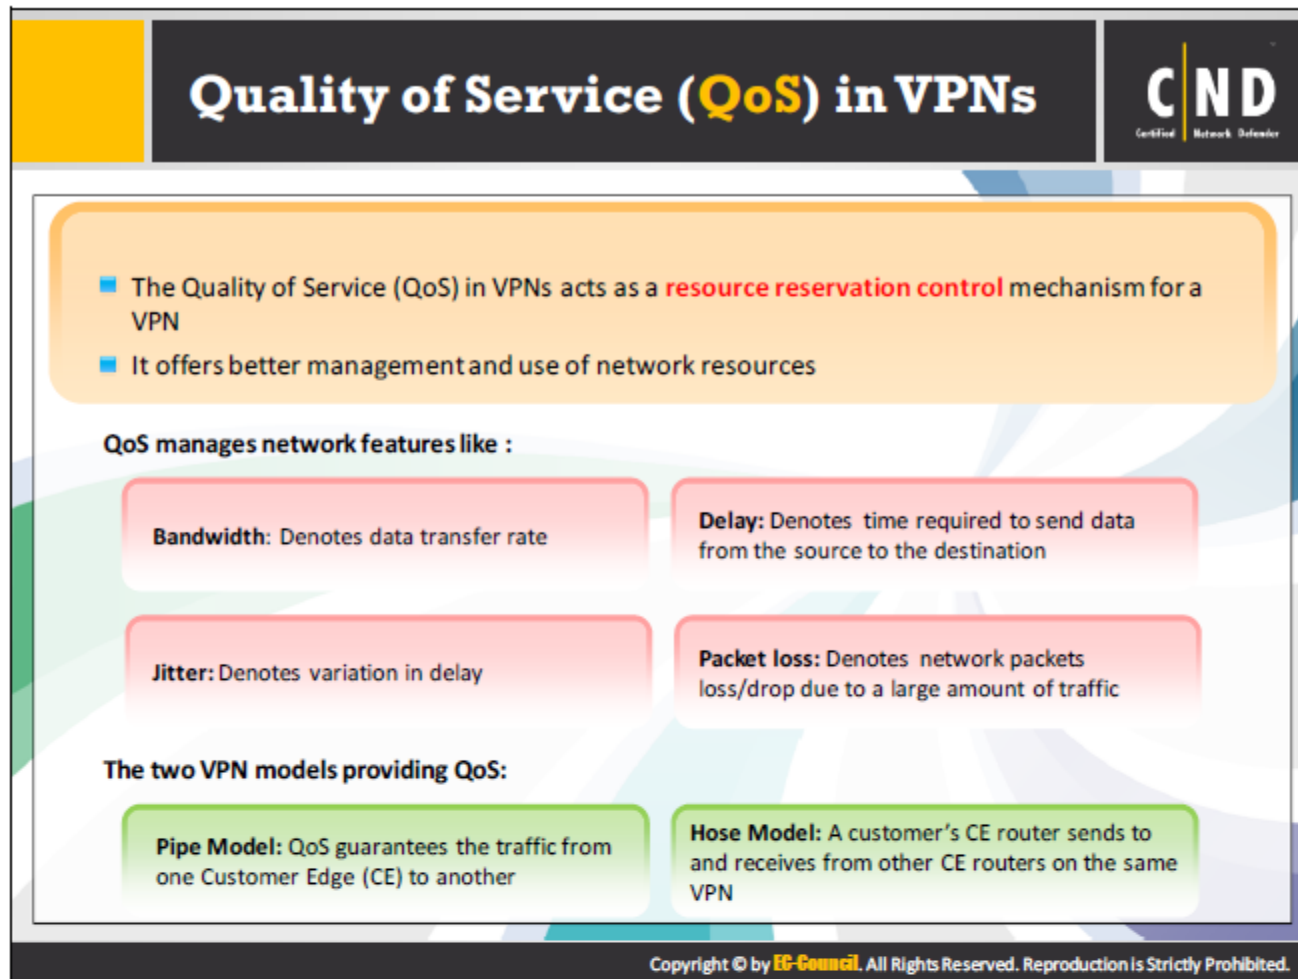 Quality of Service (QoS) in VPNs
C|ND
Certified Network Defender
The Quality of Service (QoS) in VPNs acts as a resource reservation control mechanism for a
VPN
It offers better management and use of network resources
QoS manages network features like :
Bandwidth: Denotes data transfer rate
Delay: Denotes time required to send data
from the source to the destination
Jitter: Denotes variation in delay
Packet loss: Denotes network packets
loss/drop due to a large amount of traffic
The two VPN models providing QoS:
Pipe Model: QoS guarantees the traffic from
one Customer Edge (CE) to another
Hose Model: A customer's CE router sends to
and receives from other CE routers on the same
VPN
Copyright © by EC-Council. All Rights Reserved. Reproduction is Strictly Prohibited.